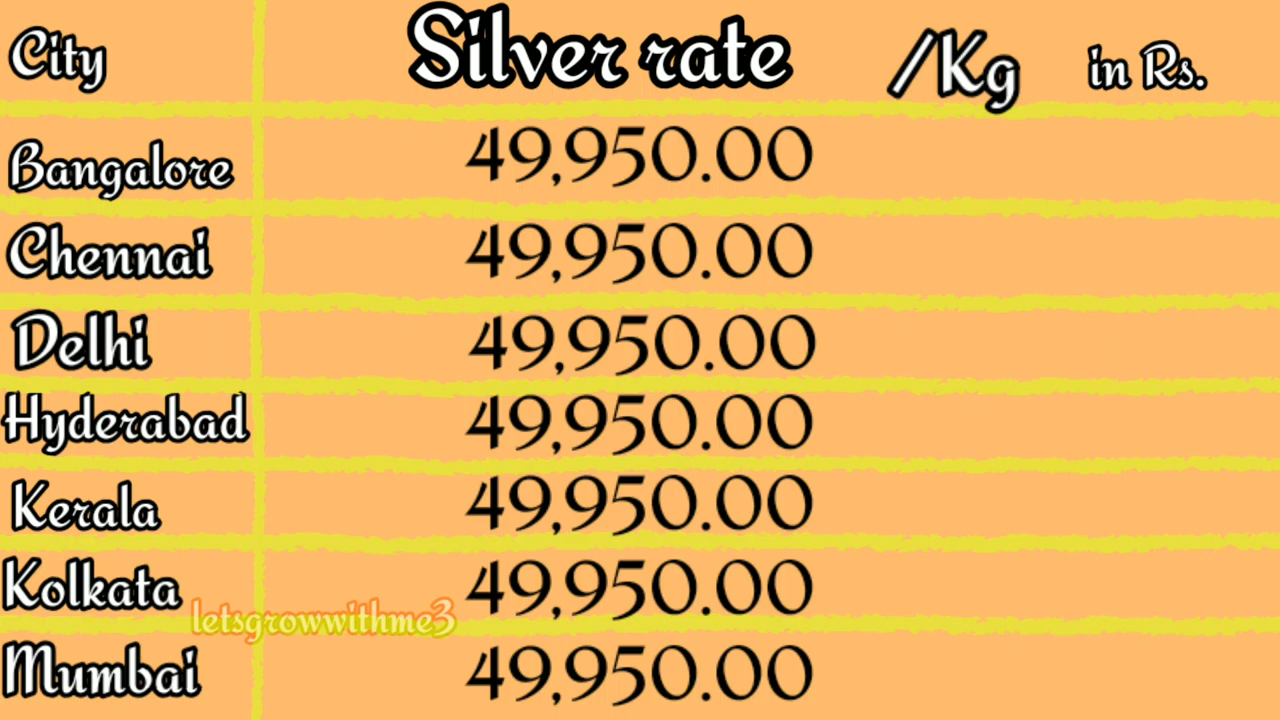 City Silver rate /Kg in Rs.
Bangalore 49,950.00
Chennai 49,950.00
Delhi 49,950.00
Hyderabad 49,950.00
Kerala 49,950.00
Kolkata 49,950.00
letsgrowwithme3
Mumbai 49,950.00